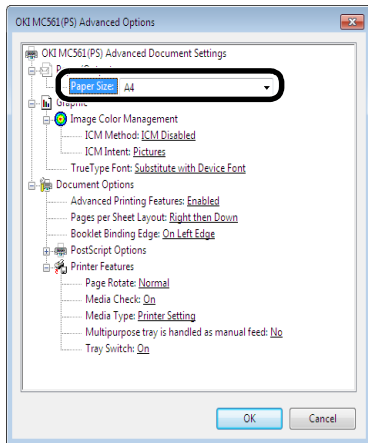 OKI MC561(PS) Advanced Options
OKI MC561(PS) Advanced Document Settings
Paper Size: A4
Graphic
Image Color Management
ICM Method: ICM Disabled
ICM Intent: Pictures
TrueType Font: Substitute with Device Font
Document Options
Advanced Printing Features: Enabled
Pages per Sheet Layout: Right then Down
Booklet Binding Edge: On Left Edge
PostScript Options
Printer Features
Page Rotate: Normal
Media Check: On
Media Type: Printer Setting
Multipurpose tray is handled as manual feed: No
Tray Switch: On
OK Cancel